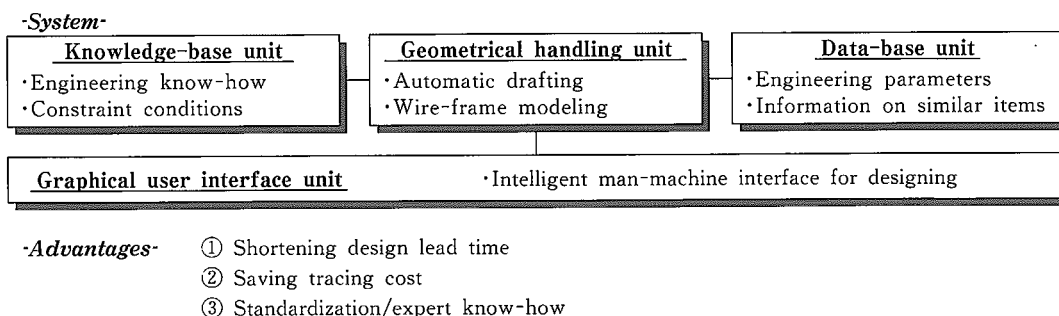 -System-
Knowledge-base unit
·Engineering know-how
·Constraint conditions
Geometrical handling unit
·Automatic drafting
·Wire-frame modeling
Data-base unit
·Engineering parameters
·Information on similar items
Graphical user interface unit ·Intelligent man-machine interface for designing
-Advantages- ① Shortening design lead time
② Saving tracing cost
③ Standardization/expert know-how